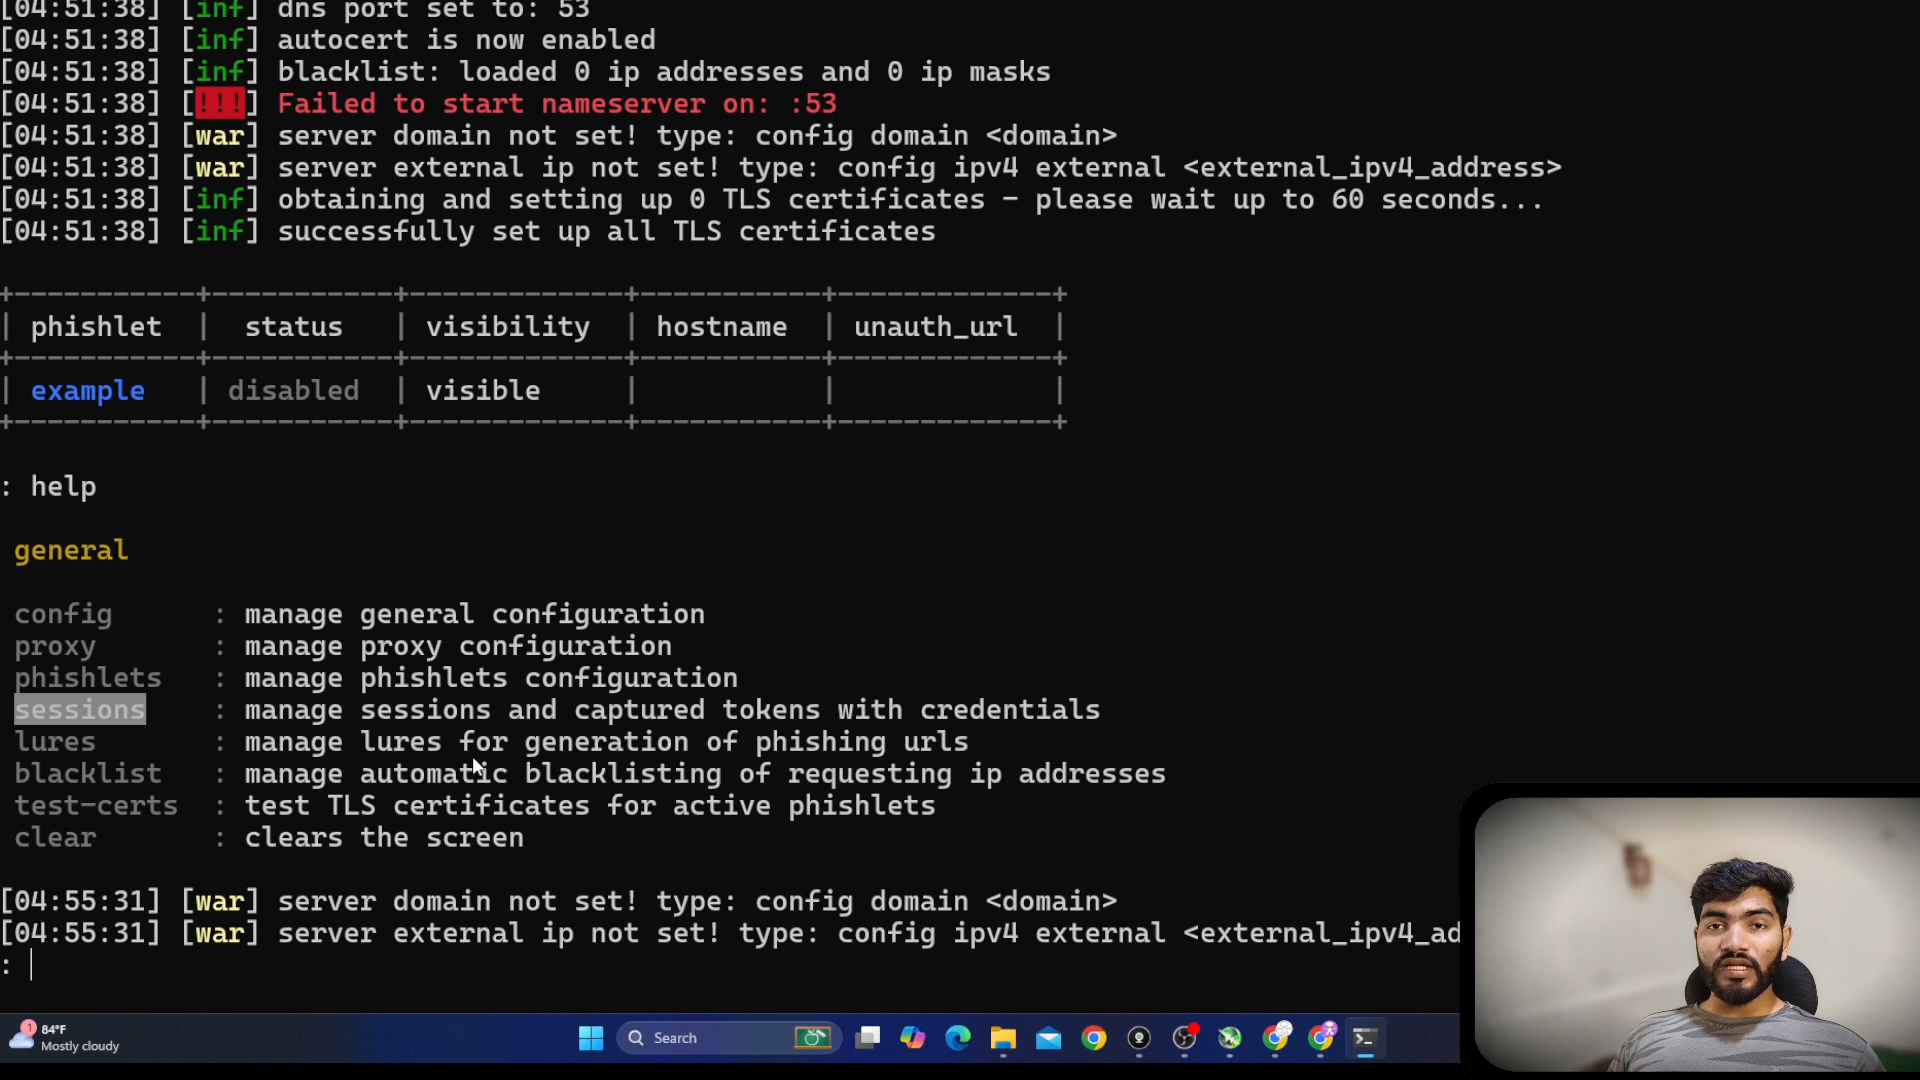 [04:51:38] [inf] dns port set to: 53
[04:51:38] [inf] autocert is now enabled
[04:51:38] [inf] blacklist: loaded 0 ip addresses and 0 ip masks
[04:51:38] [!!!] Failed to start nameserver on: :53
[04:51:38] [war] server domain not set! type: config domain <domain>
[04:51:38] [war] server external ip not set! type: config ipv4 external <external_ipv4_address>
[04:51:38] [inf] obtaining and setting up 0 TLS certificates - please wait up to 60 seconds...
[04:51:38] [inf] successfully set up all TLS certificates
+-----------+-----------+-------------+-----------+-------------+
| phishlet | status | visibility | hostname | unauth_url |
+-----------+-----------+-------------+-----------+-------------+
| example | disabled | visible | | |
+-----------+-----------+-------------+-----------+-------------+
: help
general
config : manage general configuration
proxy : manage proxy configuration
phishlets : manage phishlets configuration
sessions : manage sessions and captured tokens with credentials
lures : manage lures for generation of phishing urls
blacklist : manage automatic blacklisting of requesting ip addresses
test-certs : test TLS certificates for active phishlets
clear : clears the screen
[04:55:31] [war] server domain not set! type: config domain <domain>
[04:55:31] [war] server external ip not set! type: config ipv4 external <external_ipv4_ad
:
1
84°F
Mostly cloudy
Search